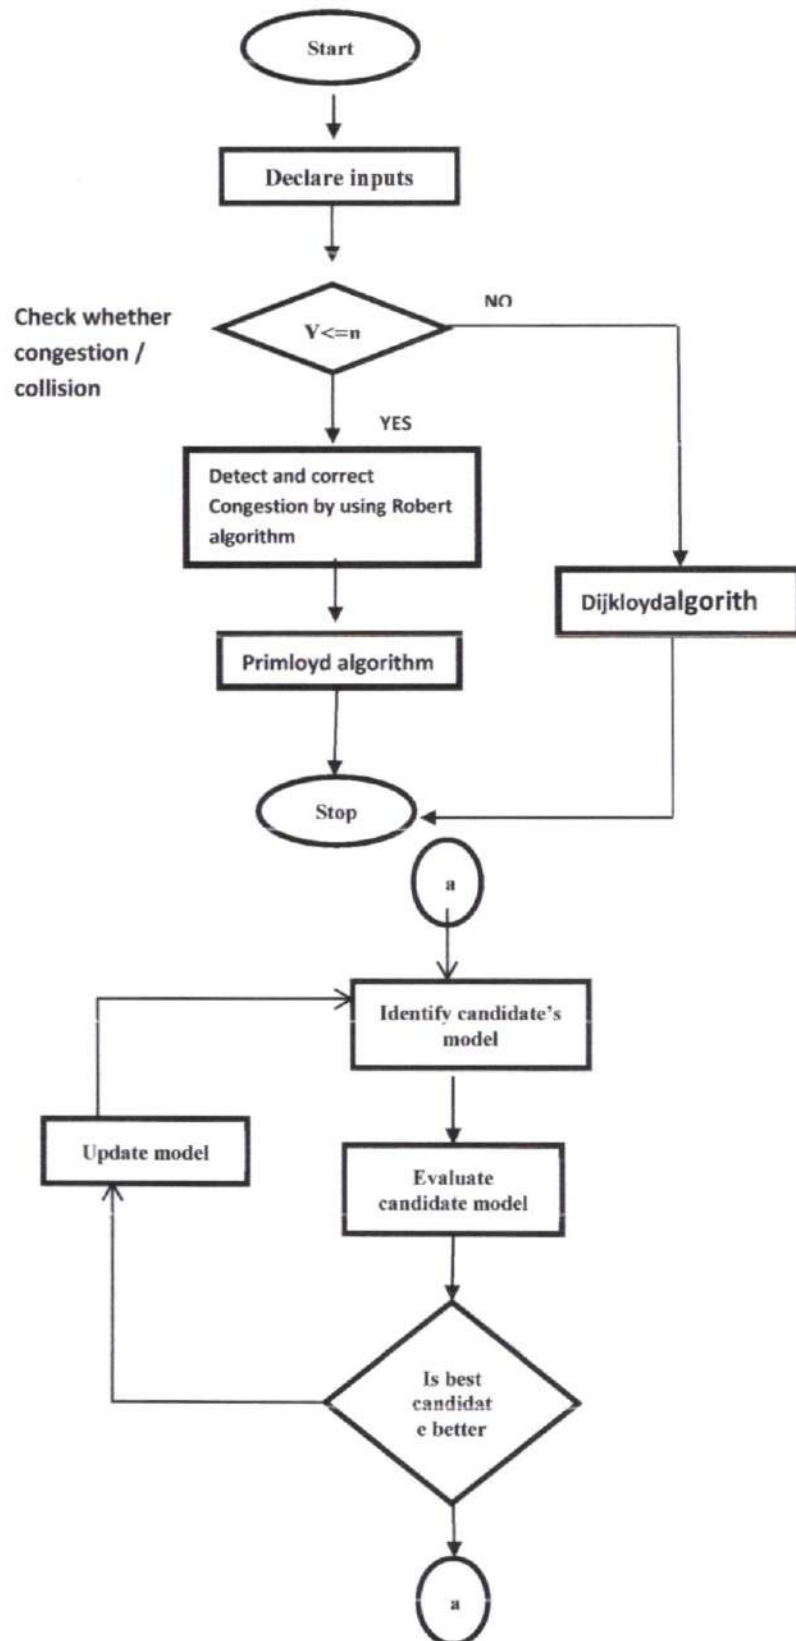 Start
Declare inputs
NO
Check whether
congestion /
collision
Y<=n
YES
Detect and correct
Congestion by using Robert
algorithm
Dijkloydalgorith
Primloyd algorithm
Stop
a
Identify candidate's
model
Update model
Evaluate
candidate model
Is best
candidat
e better
a